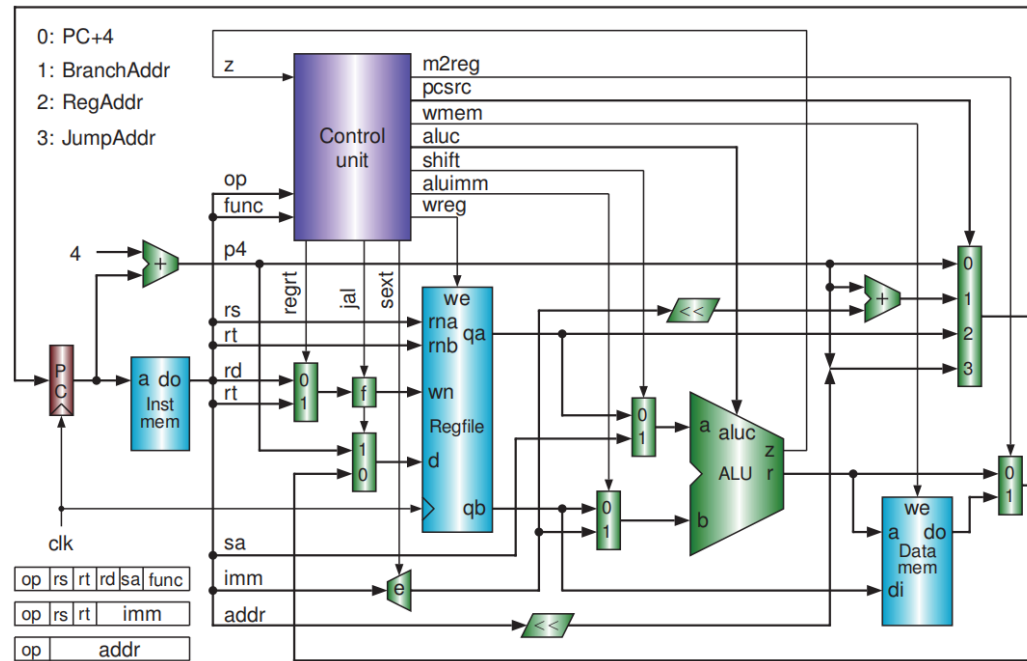 0: PC+4
1: BranchAddr
2: RegAddr
3: JumpAddr
z
Control
unit
m2reg
pcsrc
wmem
aluc
shift
aluimm
wreg
op
func
4
+
p4
regrt
jal
sext
we
rs
rna
qa
rt
rnb
<<
+
0
1
2
3
PC
a do
Inst
mem
rd
0
rt
1
f
wn
Regfile
1
0
d
qb
0
1
a
aluc
z
ALU
r
b
0
1
0
1
we
a do
Data
mem
di
clk
sa
imm
e
addr
<<
op rs rt rd sa func
op rs rt imm
op addr